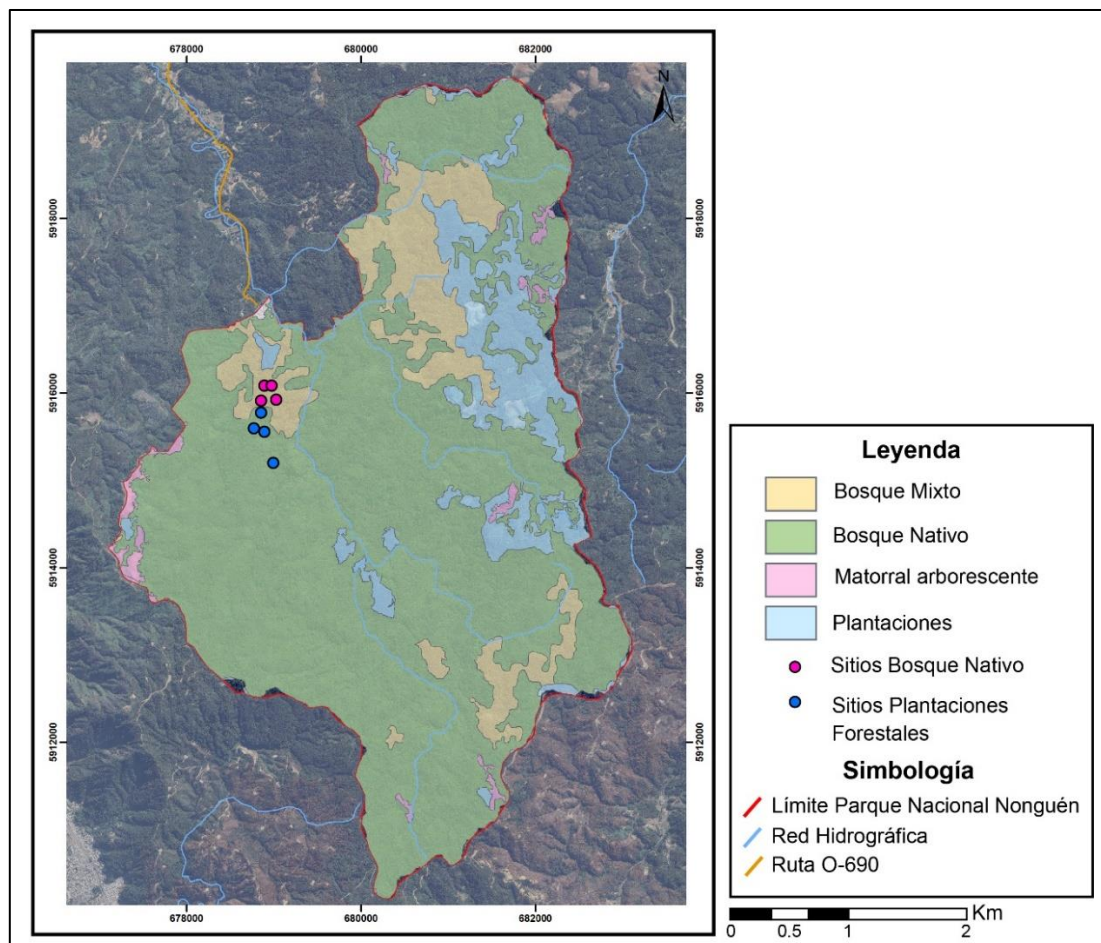 678000 680000 682000
N
5918000 5918000
5916000 5916000
5914000 5914000
5912000 5912000
678000 680000 682000
Leyenda
Bosque Mixto
Bosque Nativo
Matorral arborescente
Plantaciones
Sitios Bosque Nativo
Sitios Plantaciones
Forestales
Simbología
Límite Parque Nacional Nonguén
Red Hidrográfica
Ruta O-690
Km
0 0.5 1 2